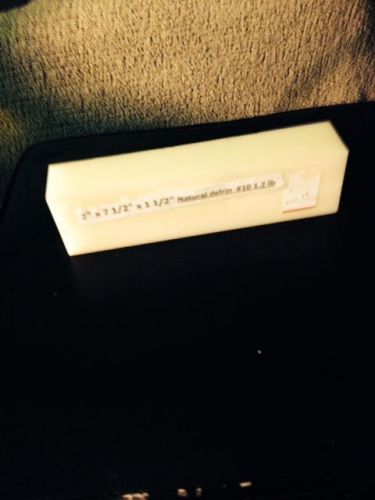 2" x 7 1/2" x 1 1/2" Natural delrin #10 1.2 lb